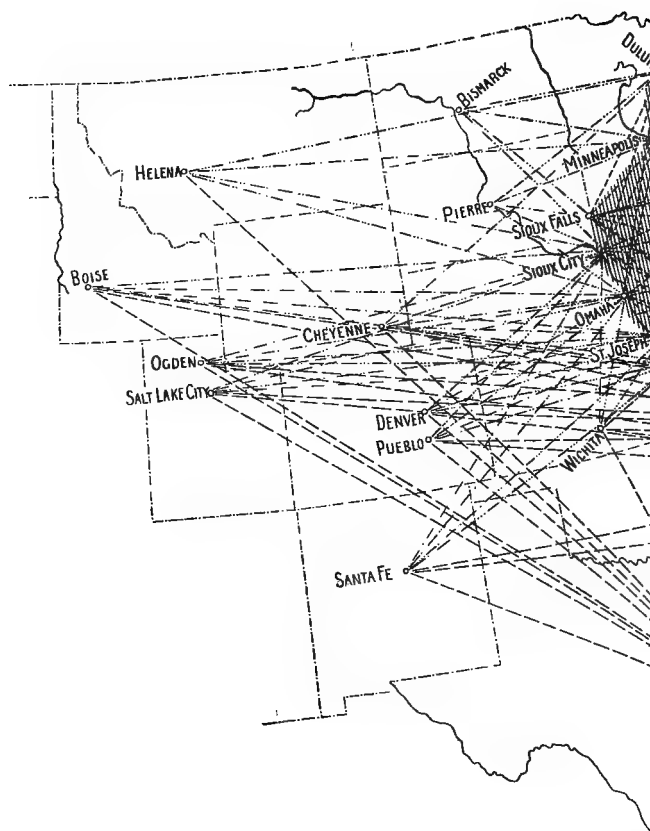 DULU
BISMARCK
MINNEAPOLIS
HELENA
PIERRE
SIOUX FALLS
SIOUX CITY
BOISE
OMAHA
CHEYENNE
ST. JOSEPH
OGDEN
SALT LAKE CITY
DENVER
PUEBLO
WICHITA
SANTA FE